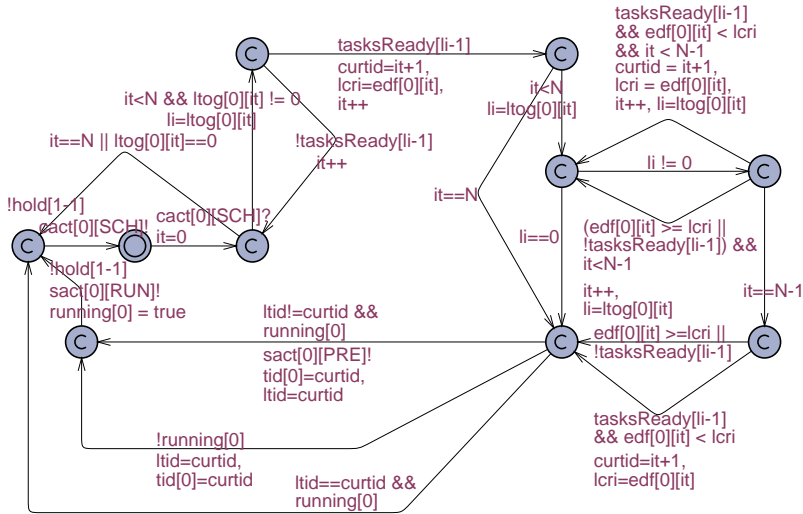 tasksReady[li-1]
curtid=it+1,
lcri=edf[0][it],
it++
tasksReady[li-1]
&& edf[0][it] < lcri
&& it < N-1
curtid = it+1,
lcri = edf[0][it],
it++, li=ltog[0][it]
it<N && ltog[0][it] != 0
li=ltog[0][it]
it<N
li=ltog[0][it]
it==N || ltog[0][it]==0
!tasksReady[li-1]
it++
li != 0
C
C
C
C
it==N
!hold[1-1]
cact[0][SCH]!
cact[0][SCH]?
it=0
C
C
li==0
(edf[0][it] >= lcri ||
!tasksReady[li-1]) &&
it<N-1
it++,
li=ltog[0][it]
it==N-1
!hold[1-1]
sact[0][RUN]!
running[0] = true
ltid!=curtid &&
running[0]
sact[0][PRE]!
tid[0]=curtid,
ltid=curtid
C
C
C
edf[0][it] >=lcri ||
!tasksReady[li-1]
tasksReady[li-1]
&& edf[0][it] < lcri
curtid=it+1,
lcri=edf[0][it]
!running[0]
ltid=curtid,
tid[0]=curtid
ltid==curtid &&
running[0]